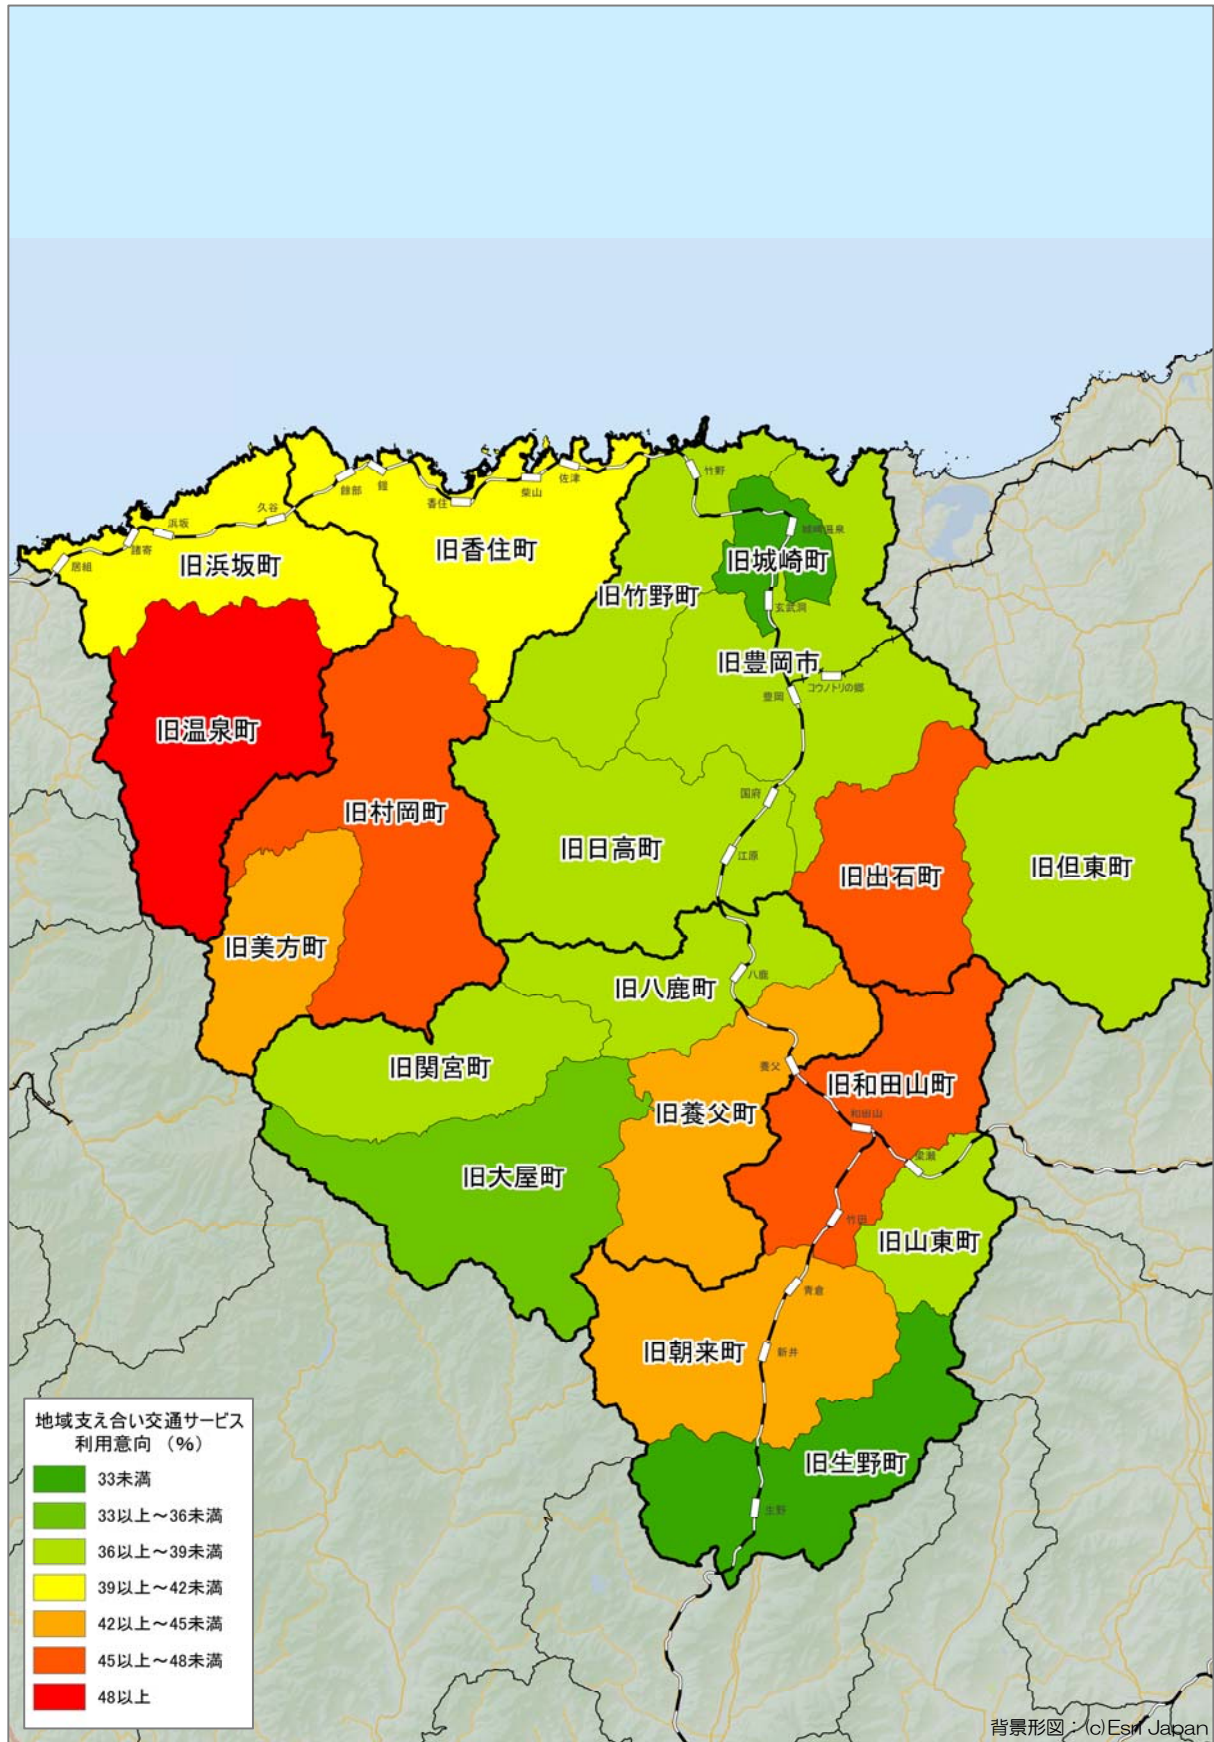 竹野
城崎温泉
佐津
柴山
香住
鎧
餘部
久谷
浜坂
諸寄
居組
旧浜坂町
旧香住町
旧竹野町
旧城崎町
玄武洞
旧豊岡市
豊岡
コウノトリの郷
旧温泉町
旧村岡町
国府
江原
旧日高町
旧出石町
旧但東町
旧美方町
旧八鹿町
八鹿
旧関宮町
養父
旧養父町
旧和田山町
和田山
梁瀬
旧大屋町
竹田
旧山東町
青倉
旧朝来町
新井
旧生野町
生野
地域支え合い交通サービス
利用意向 (%)
33未満
33以上～36未満
36以上～39未満
39以上～42未満
42以上～45未満
45以上～48未満
48以上
背景形図：(c)Esri Japan